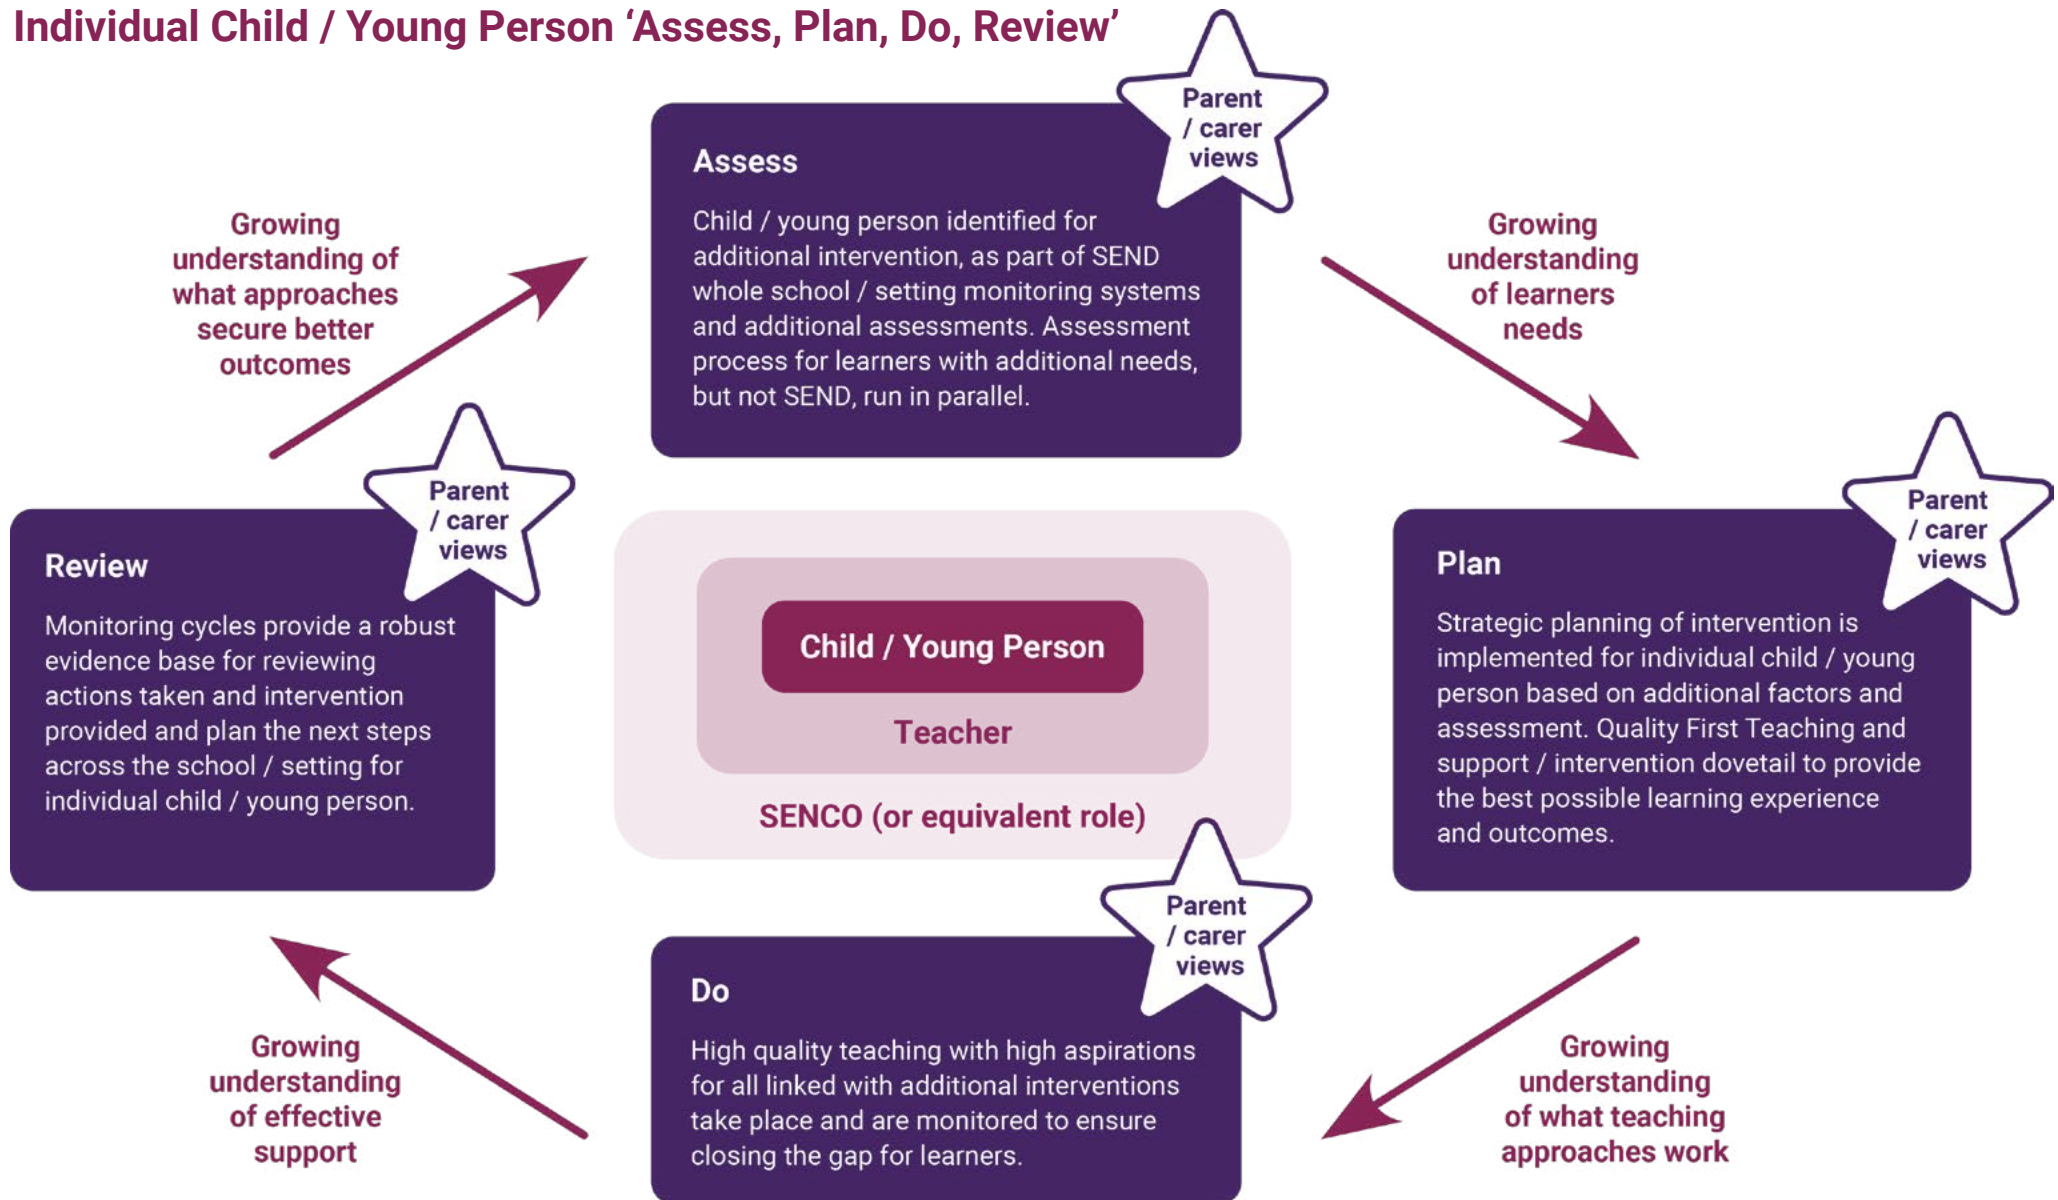 Individual Child / Young Person ‘Assess, Plan, Do, Review’
Parent
/ carer
views
Assess
Child / young person identified for
additional intervention, as part of SEND
whole school / setting monitoring systems
and additional assessments. Assessment
process for learners with additional needs,
but not SEND, run in parallel.
Growing
understanding
of learners
needs
Parent
/ carer
views
Plan
Strategic planning of intervention is
implemented for individual child / young
person based on additional factors and
assessment. Quality First Teaching and
support / intervention dovetail to provide
the best possible learning experience
and outcomes.
Growing
understanding
of what teaching
approaches work
Parent
/ carer
views
Do
High quality teaching with high aspirations
for all linked with additional interventions
take place and are monitored to ensure
closing the gap for learners.
Growing
understanding
of effective
support
Parent
/ carer
views
Review
Monitoring cycles provide a robust
evidence base for reviewing
actions taken and intervention
provided and plan the next steps
across the school / setting for
individual child / young person.
Growing
understanding of
what approaches
secure better
outcomes
Child / Young Person
Teacher
SENCO (or equivalent role)